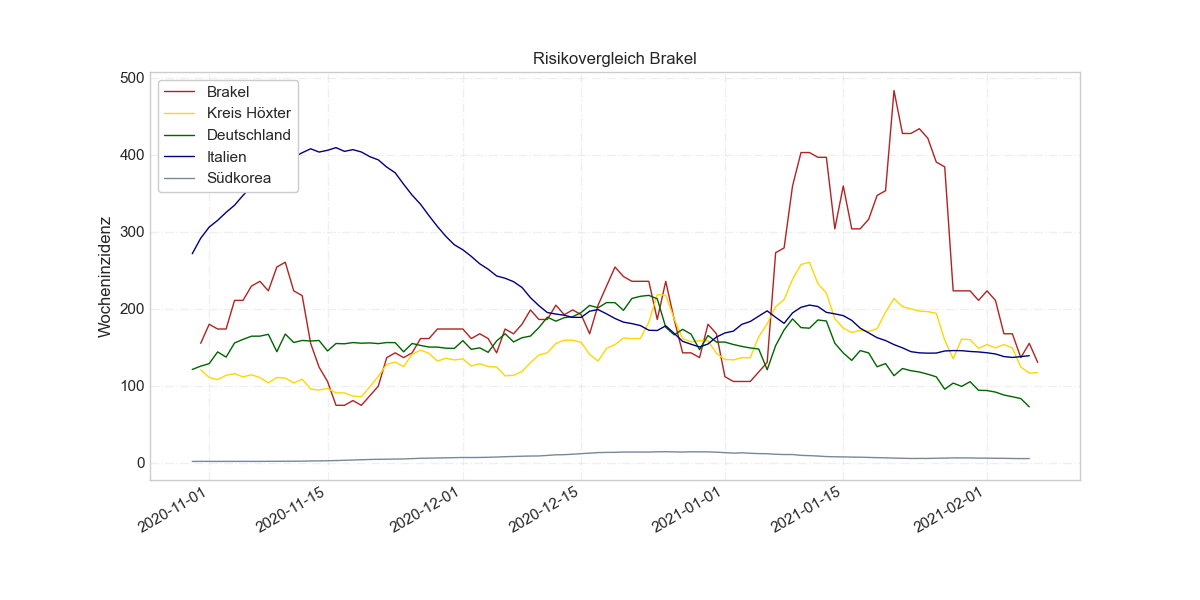 Risikovergleich Brakel
Wocheninzidenz
500
400
300
200
100
0
Brakel
Kreis Höxter
Deutschland
Italien
Südkorea
2020-11-01
2020-11-15
2020-12-01
2020-12-15
2021-01-01
2021-01-15
2021-02-01